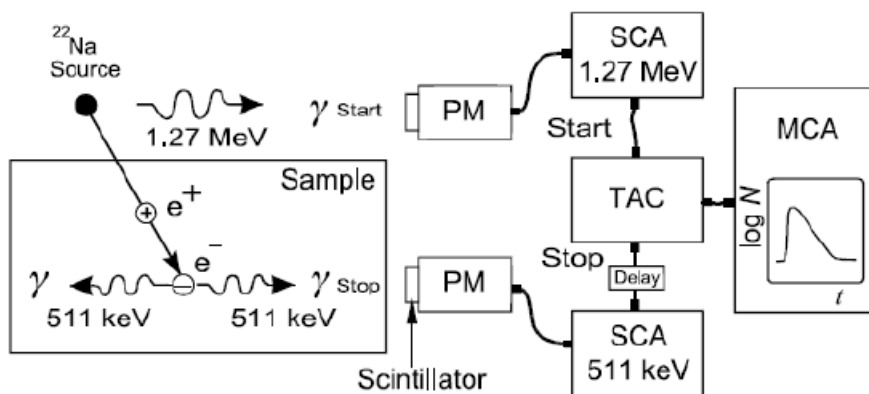 ²²Na
Source
1.27 MeV
γ Start
PM
SCA
1.27 MeV
Start
MCA
log N
t
TAC
Stop
Delay
SCA
511 keV
Sample
e⁺
+
e⁻
−
γ
γ Stop
511 keV
511 keV
PM
Scintillator